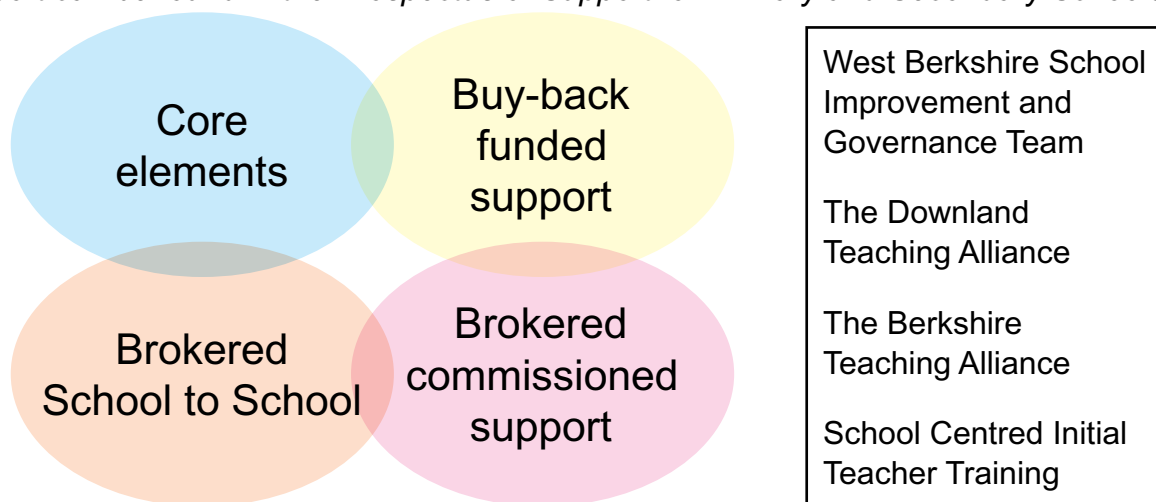 Core
elements
Buy-back
funded
support
Brokered
School to School
Brokered
commissioned
support
West Berkshire School
Improvement and
Governance Team
The Downland
Teaching Alliance
The Berkshire
Teaching Alliance
School Centred Initial
Teacher Training